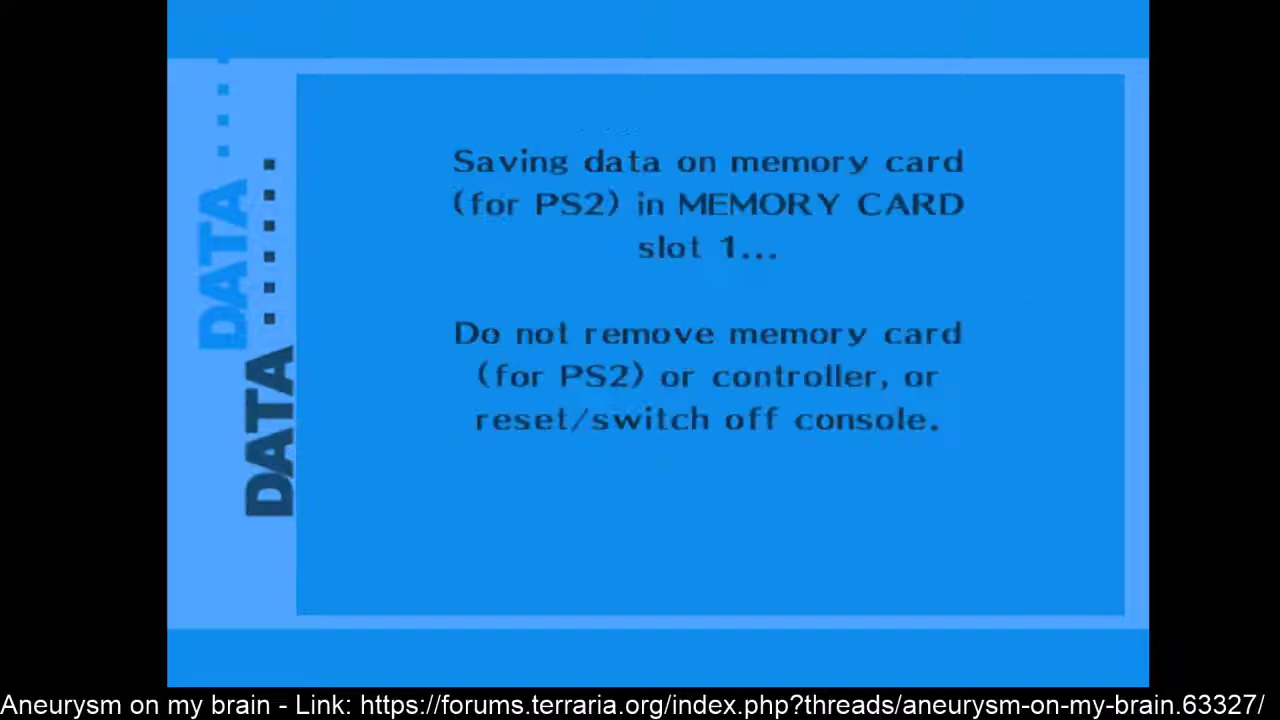 DATA.....
DATA......
Saving data on memory card
(for PS2) in MEMORY CARD
slot 1...
Do not remove memory card
(for PS2) or controller, or
reset/switch off console.
Aneurysm on my brain - Link: https://forums.terraria.org/index.php?threads/aneurysm-on-my-brain.63327/